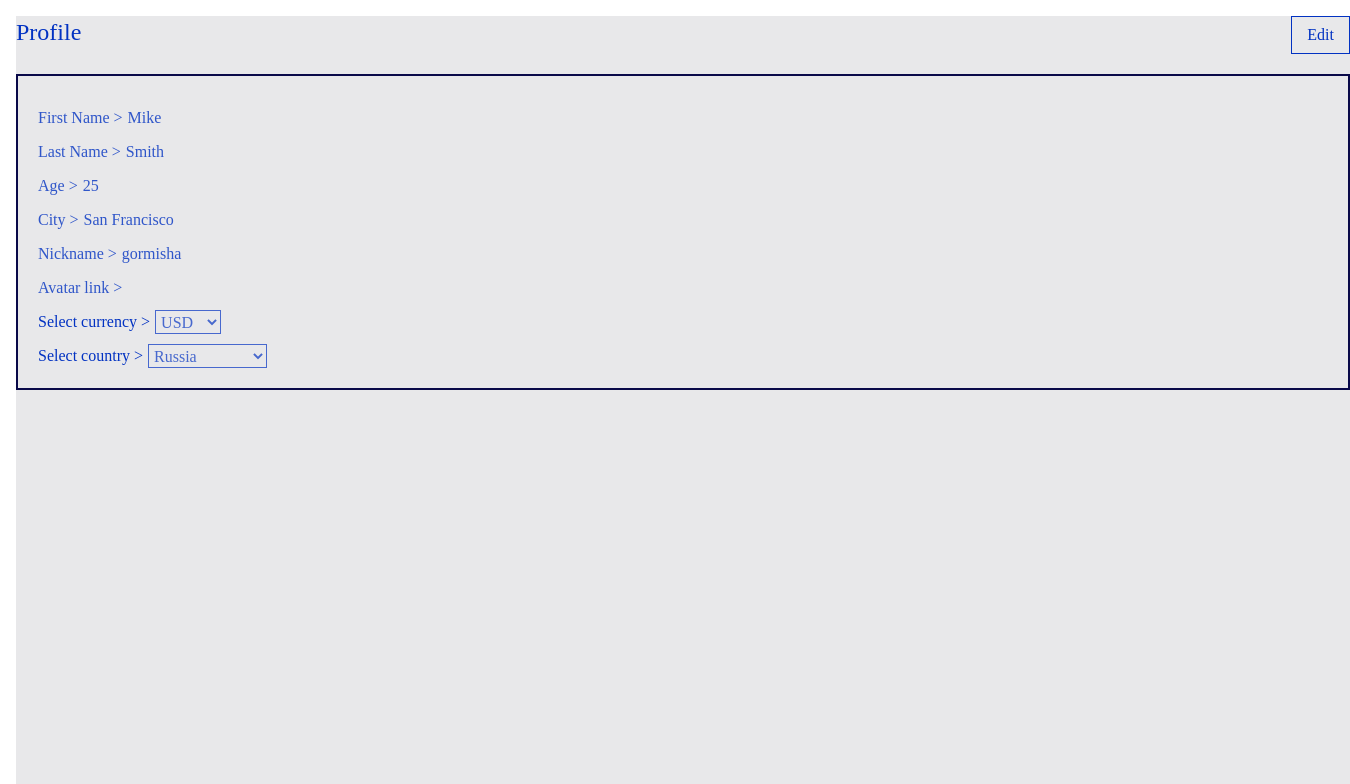 Profile
Edit
First Name > Mike
Last Name > Smith
Age > 25
City > San Francisco
Nickname > gormisha
Avatar link >
Select currency > USD
Select country > Russia